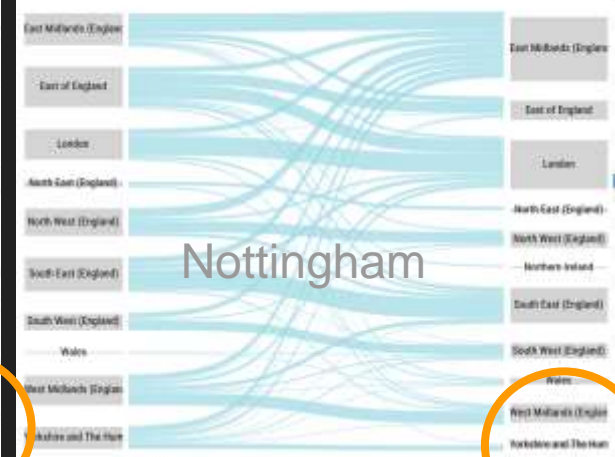 East Midlands (Englan
East of England
London
North East (England)
North West (England)
South East (England)
South West (England)
Wales
West Midlands (Englan
Yorkshire and The Hum
Nottingham
East Midlands (Englan
East of England
London
North East (England)
North West (England)
Northern Ireland
South East (England)
South West (England)
Wales
West Midlands (Englan
Yorkshire and The Hum